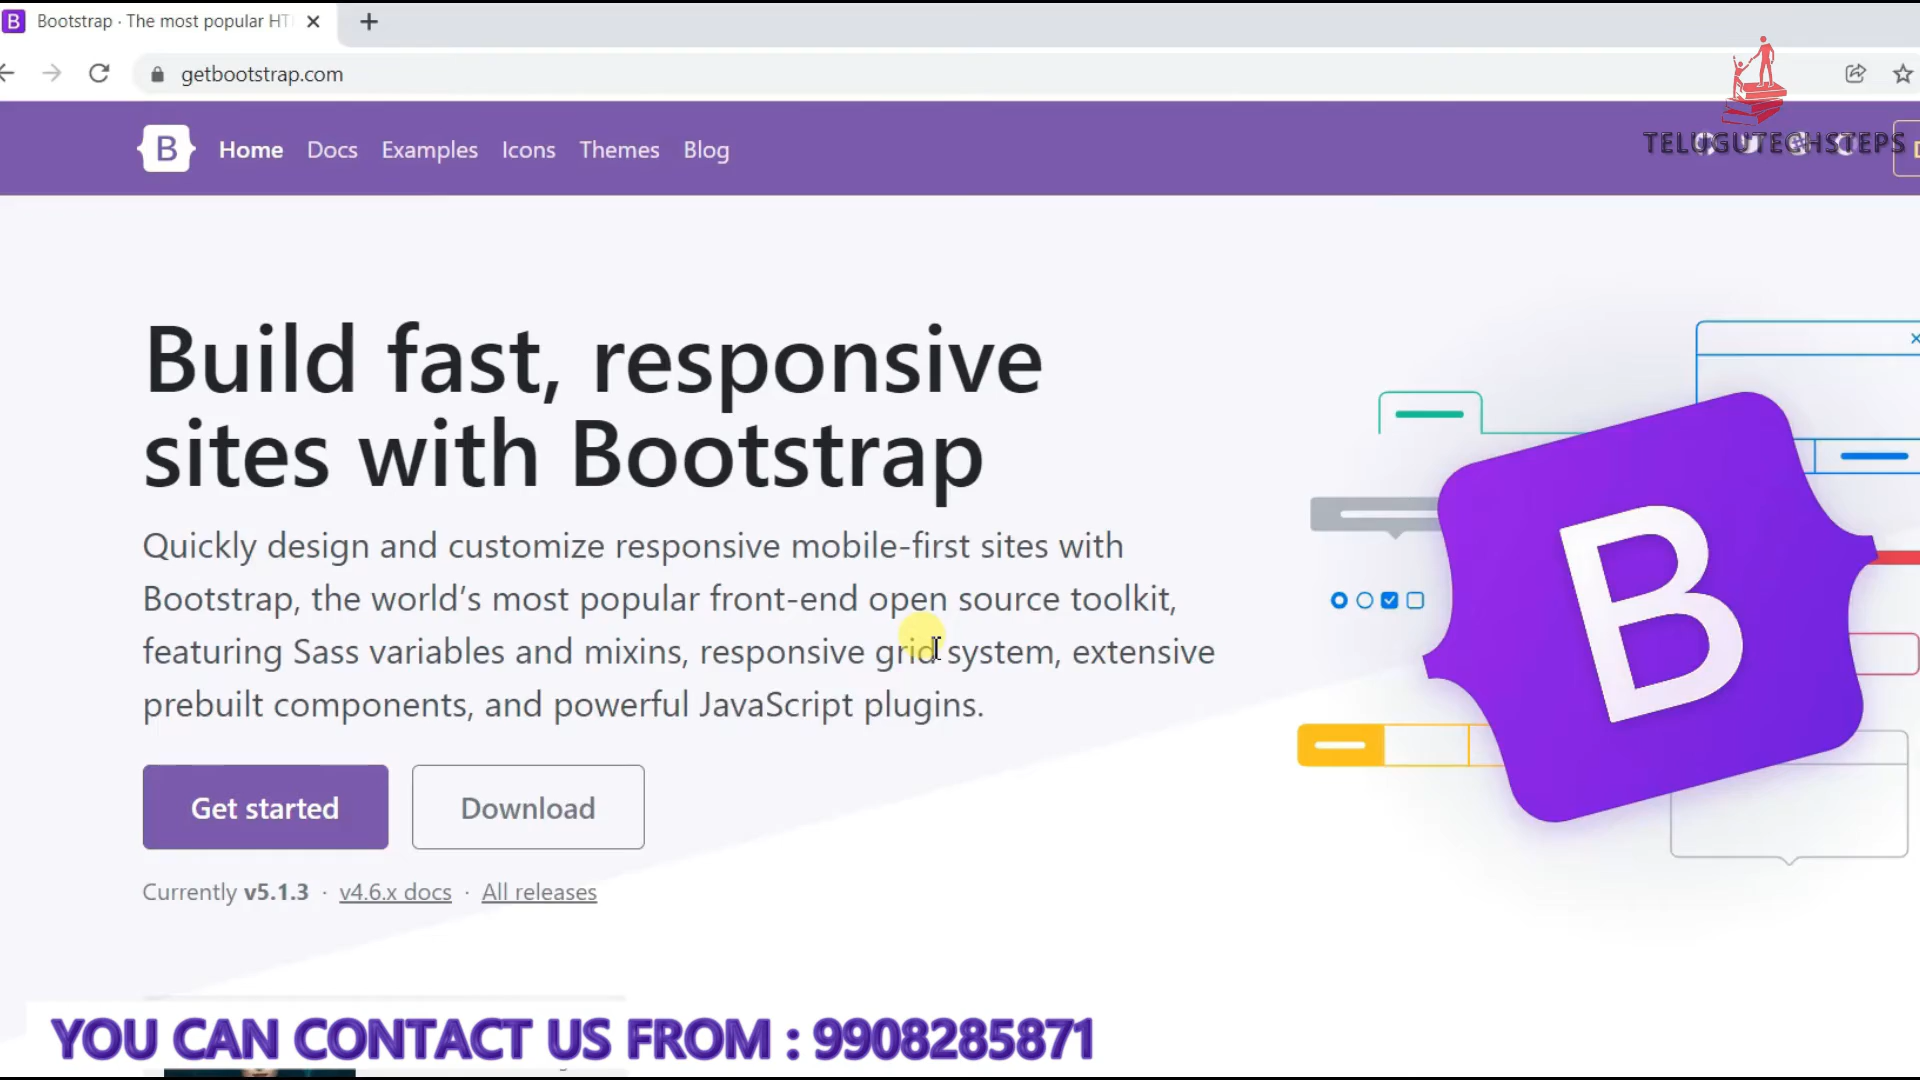 Bootstrap · The most popular HT
getbootstrap.com
B Home Docs Examples Icons Themes Blog
TELUGUTECHSTEPS
Build fast, responsive
sites with Bootstrap
Quickly design and customize responsive mobile-first sites with
Bootstrap, the world’s most popular front-end open source toolkit,
featuring Sass variables and mixins, responsive grid system, extensive
prebuilt components, and powerful JavaScript plugins.
B
Get started Download
Currently v5.1.3 · v4.6.x docs · All releases
YOU CAN CONTACT US FROM : 9908285871